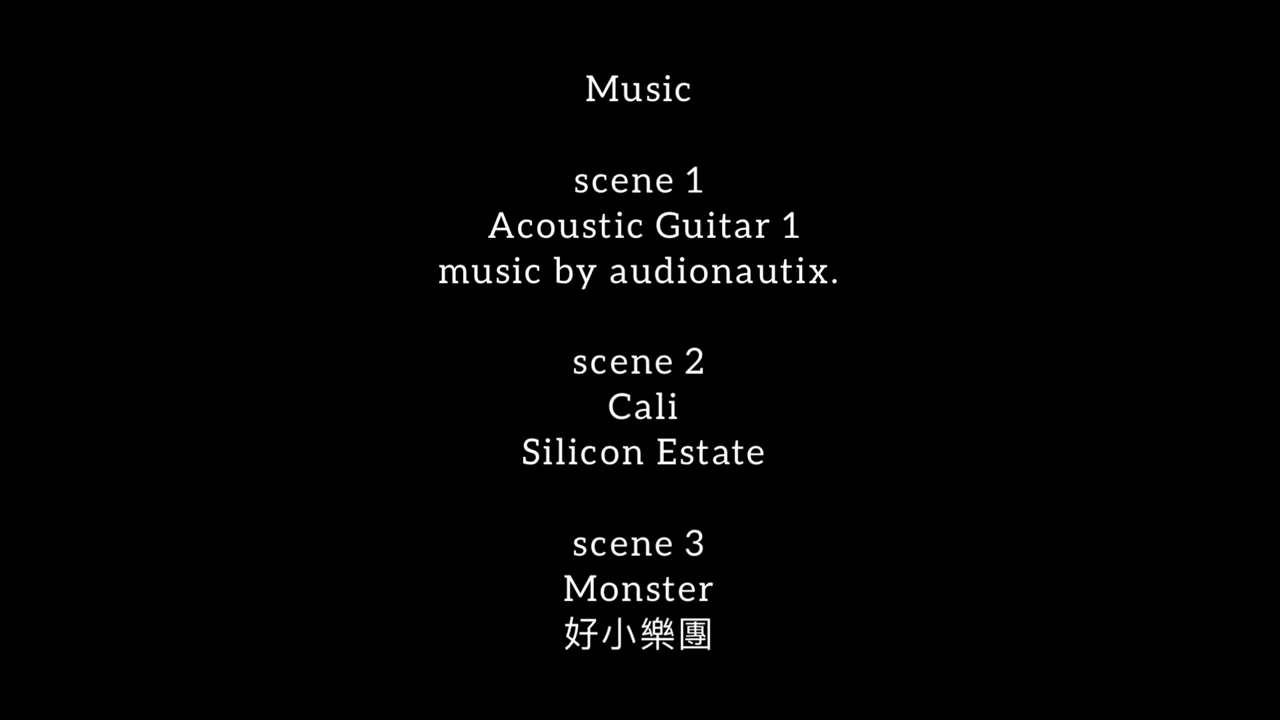 Music
scene 1
Acoustic Guitar 1
music by audionautix.
scene 2
Cali
Silicon Estate
scene 3
Monster
好小樂團